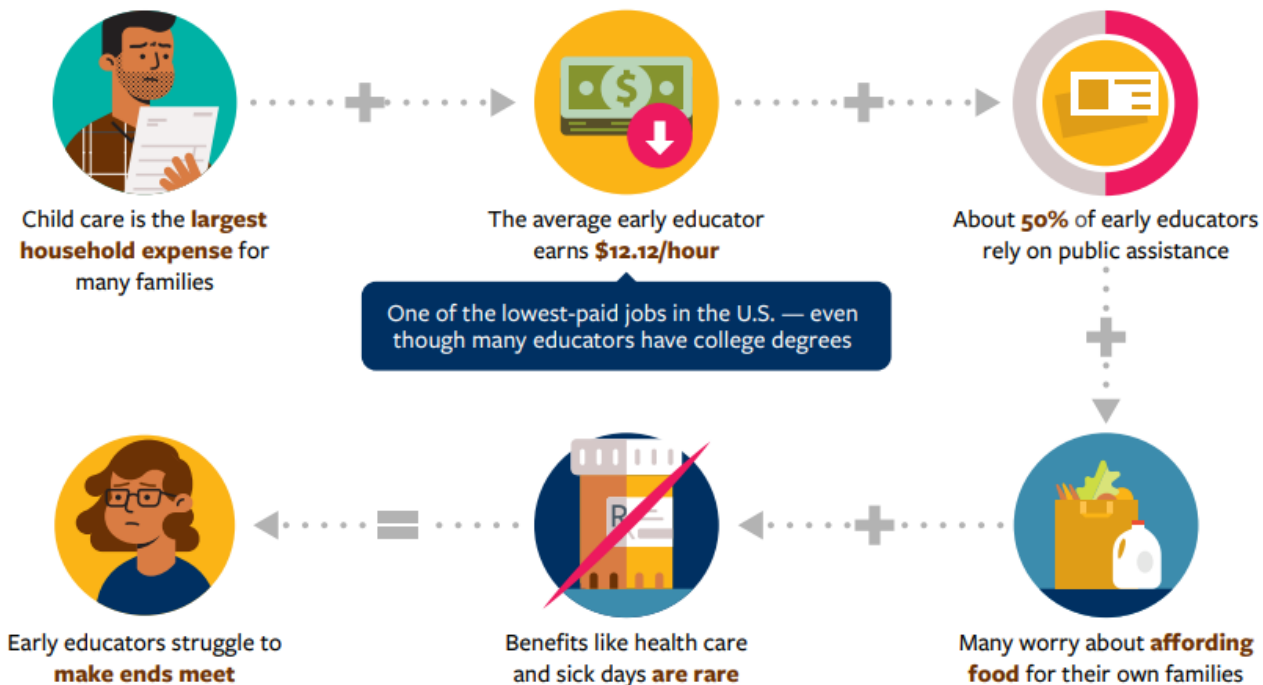 Child care is the largest
household expense for
many families
The average early educator
earns $12.12/hour
One of the lowest-paid jobs in the U.S. — even
though many educators have college degrees
About 50% of early educators
rely on public assistance
Many worry about affording
food for their own families
R
Benefits like health care
and sick days are rare
Early educators struggle to
make ends meet